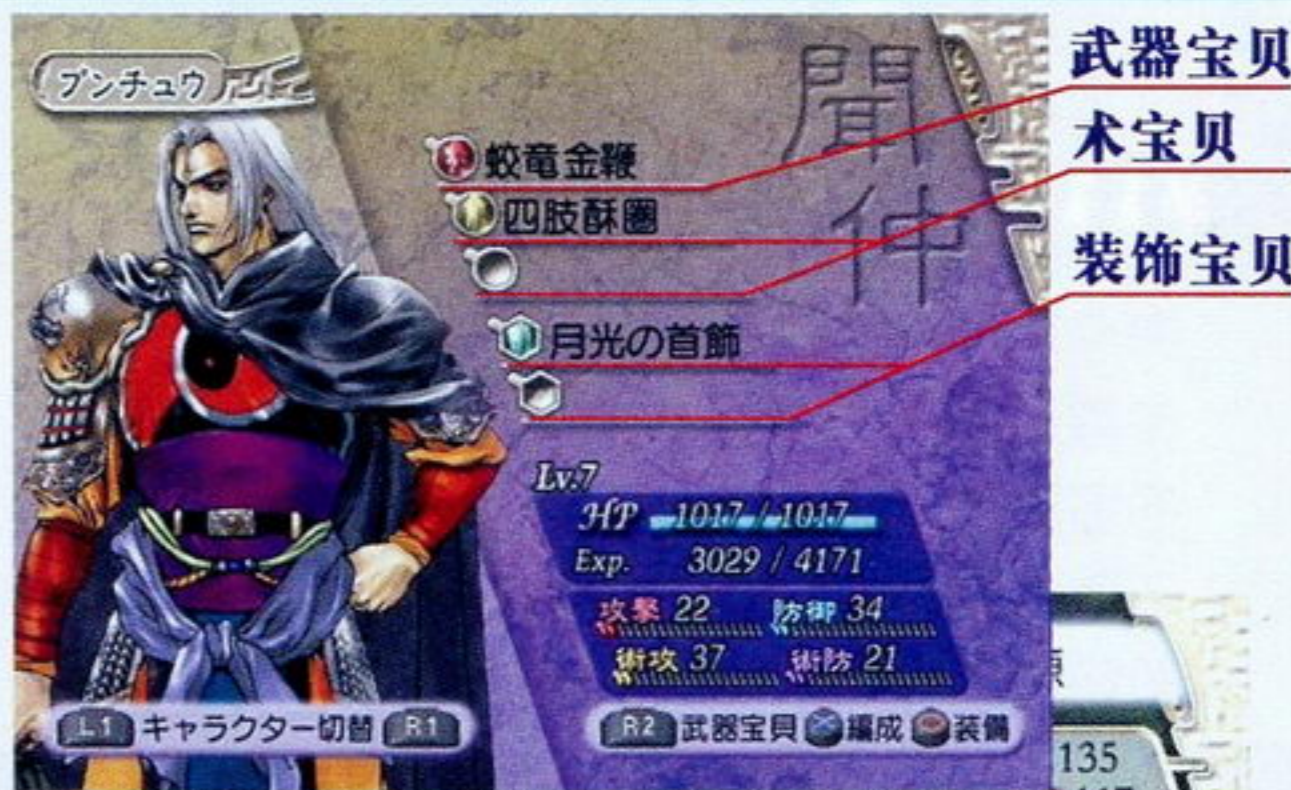 ブンチュウ
聞仲
武器宝贝
术宝贝
装饰宝贝
蛟竜金鞭
四肢酥圏
月光の首飾
Lv.7
HP 1017 / 1017
Exp. 3029 / 4171
攻撃 22 防御 34
術攻 37 術防 21
L1 キャラクター切替 R1
R2 武器宝貝 編成 装備
135